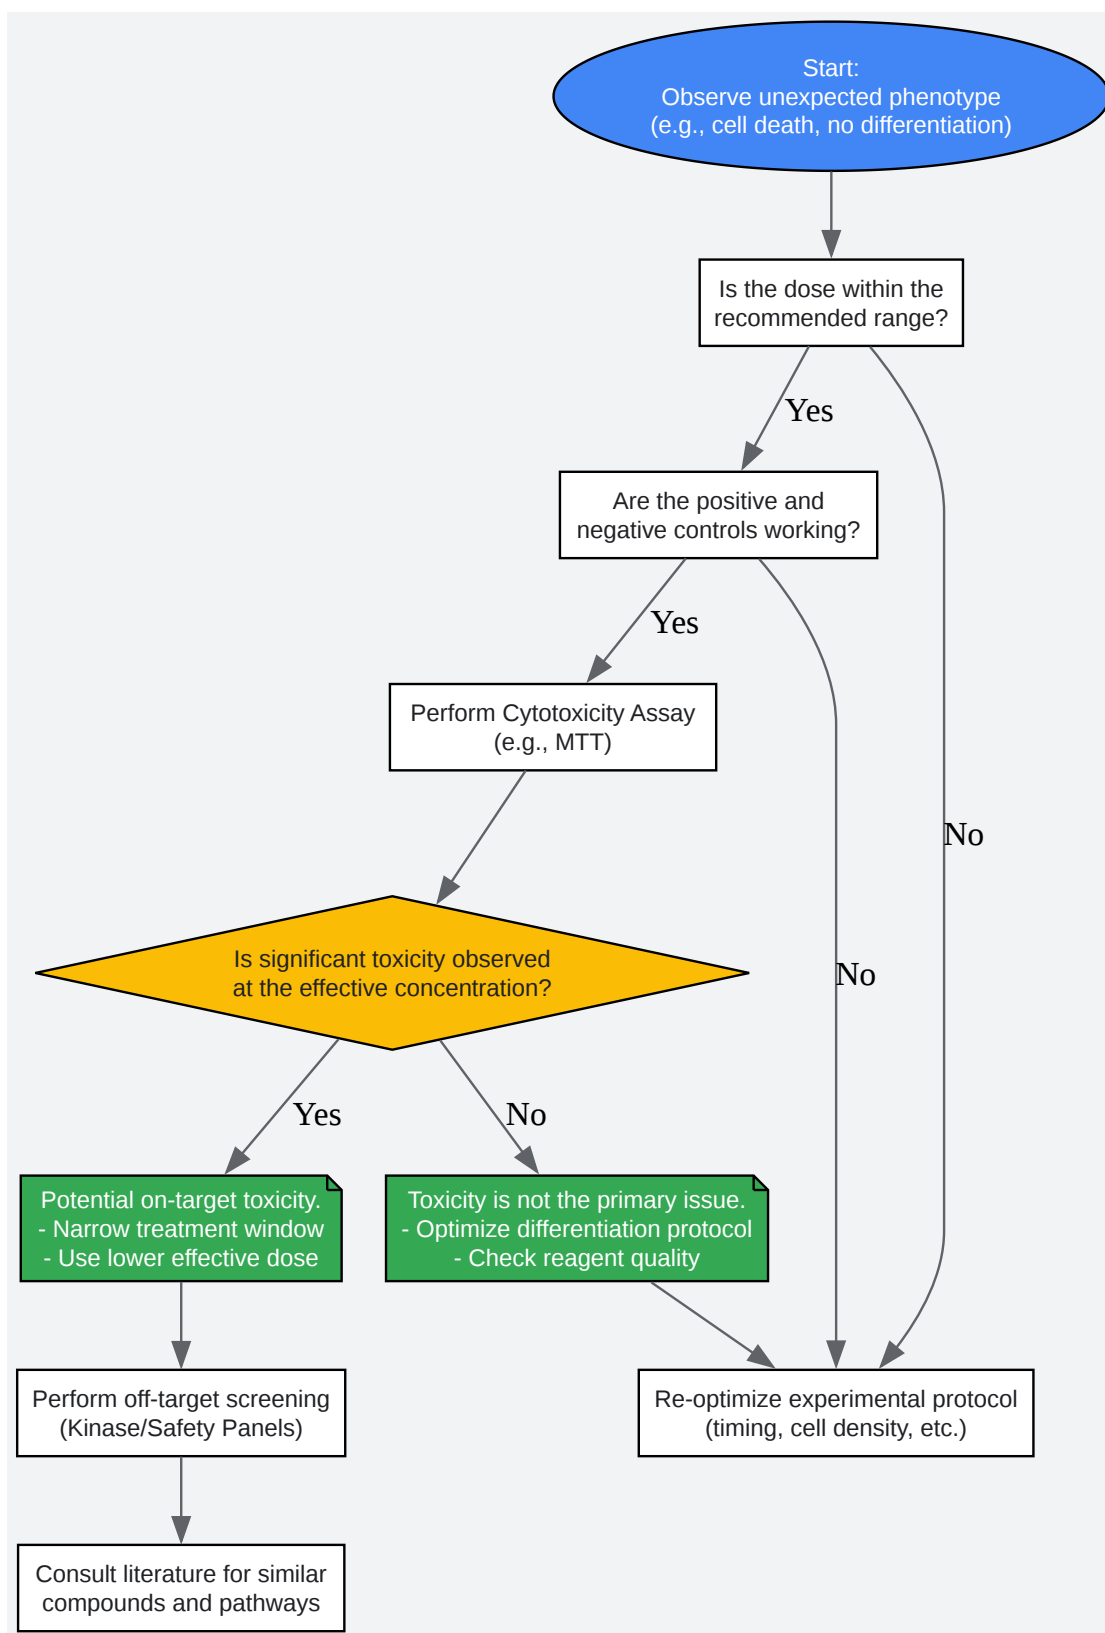 Start:
Observe unexpected phenotype
(e.g., cell death, no differentiation)
Is the dose within the
recommended range?
Yes
Are the positive and
negative controls working?
Yes
Perform Cytotoxicity Assay
(e.g., MTT)
No
Is significant toxicity observed
at the effective concentration?
No
Yes
No
Potential on-target toxicity.
- Narrow treatment window
- Use lower effective dose
Toxicity is not the primary issue.
- Optimize differentiation protocol
- Check reagent quality
Perform off-target screening
(Kinase/Safety Panels)
Re-optimize experimental protocol
(timing, cell density, etc.)
Consult literature for similar
compounds and pathways